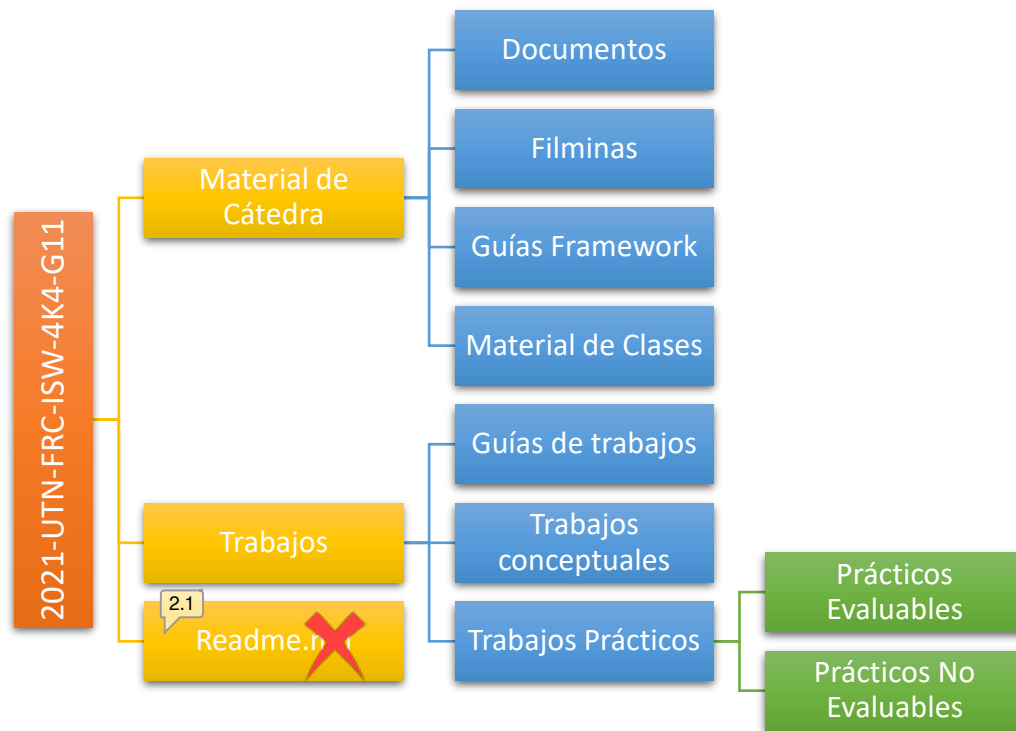 2021-UTN-FRC-ISW-4K4-G11
Material de
Cátedra
Documentos
Filminas
Guías Framework
Material de Clases
Trabajos
Guías de trabajos
Trabajos
conceptuales
Trabajos Prácticos
Prácticos
Evaluables
Prácticos No
Evaluables
2.1